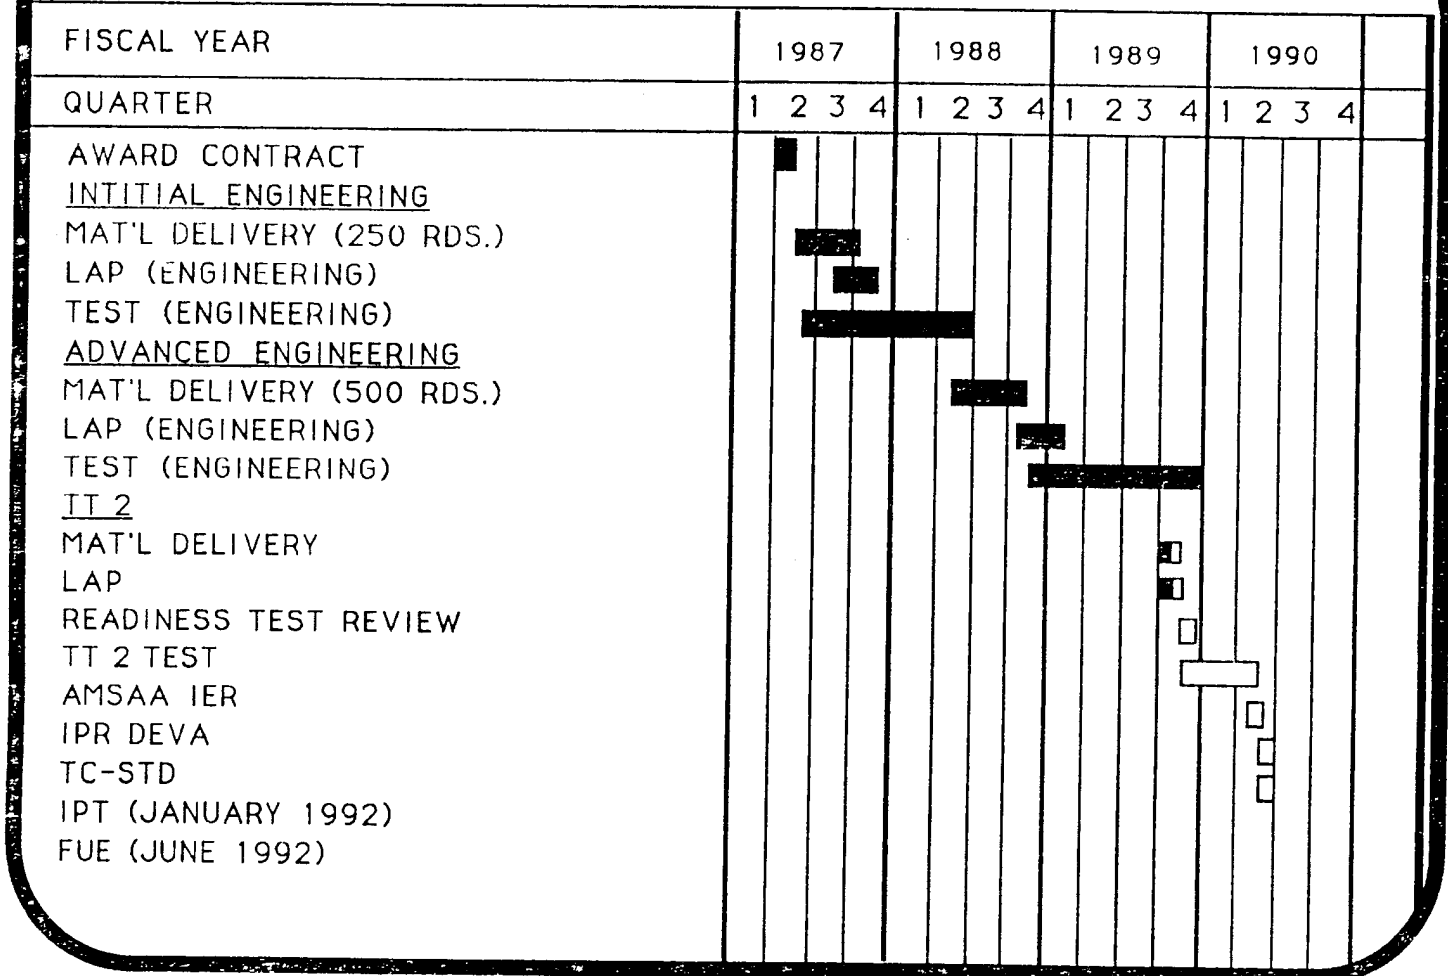 FISCAL YEAR 1987 1988 1989 1990
QUARTER 1 2 3 4 1 2 3 4 1 2 3 4 1 2 3 4
AWARD CONTRACT
INTITIAL ENGINEERING
MAT'L DELIVERY (250 RDS.)
LAP (ENGINEERING)
TEST (ENGINEERING)
ADVANCED ENGINEERING
MAT'L DELIVERY (500 RDS.)
LAP (ENGINEERING)
TEST (ENGINEERING)
TT 2
MAT'L DELIVERY
LAP
READINESS TEST REVIEW
TT 2 TEST
AMSAA IER
IPR DEVA
TC-STD
IPT (JANUARY 1992)
FUE (JUNE 1992)